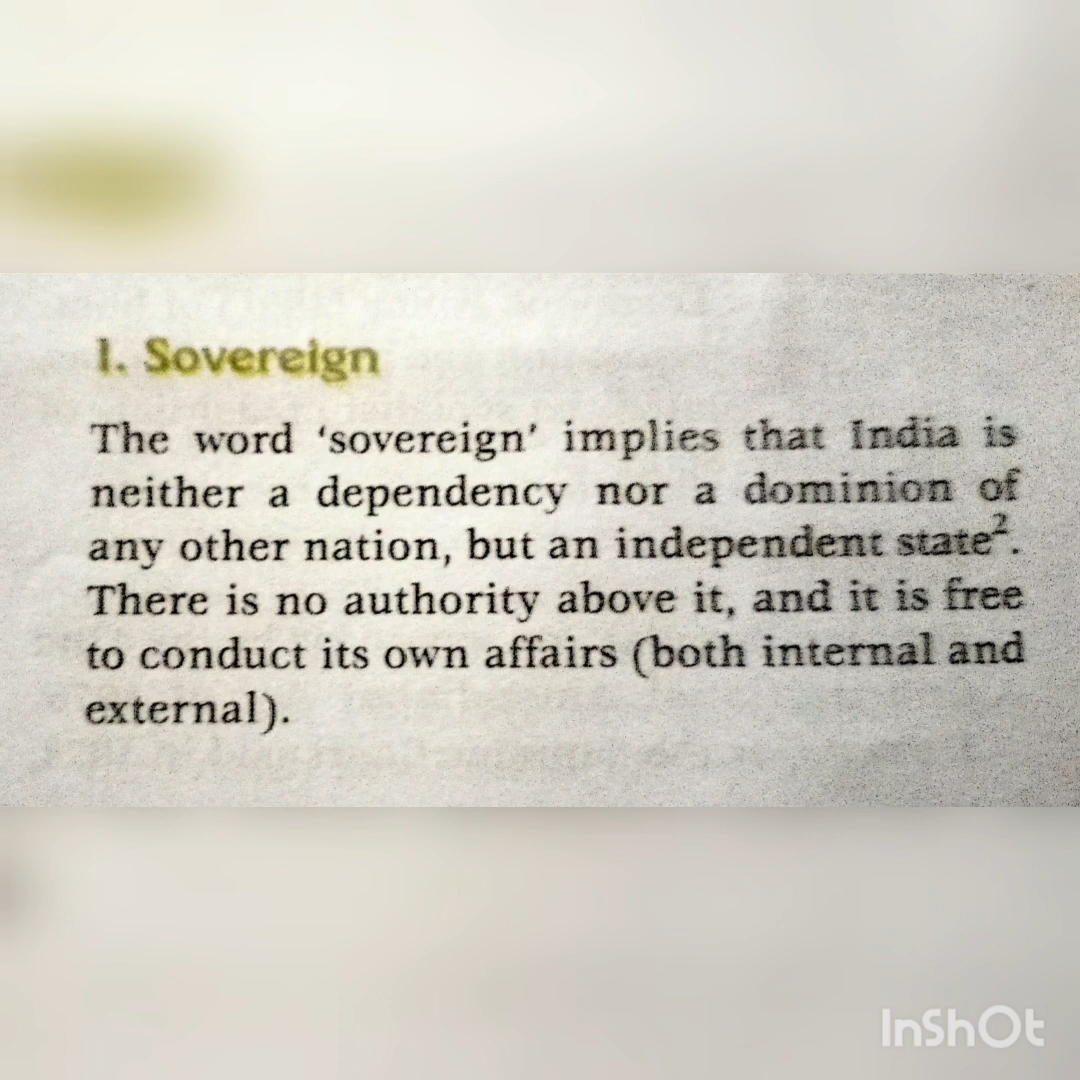 1. Sovereign
The word ‘sovereign’ implies that India is
neither a dependency nor a dominion of
any other nation, but an independent state².
There is no authority above it, and it is free
to conduct its own affairs (both internal and
external).
InShOt